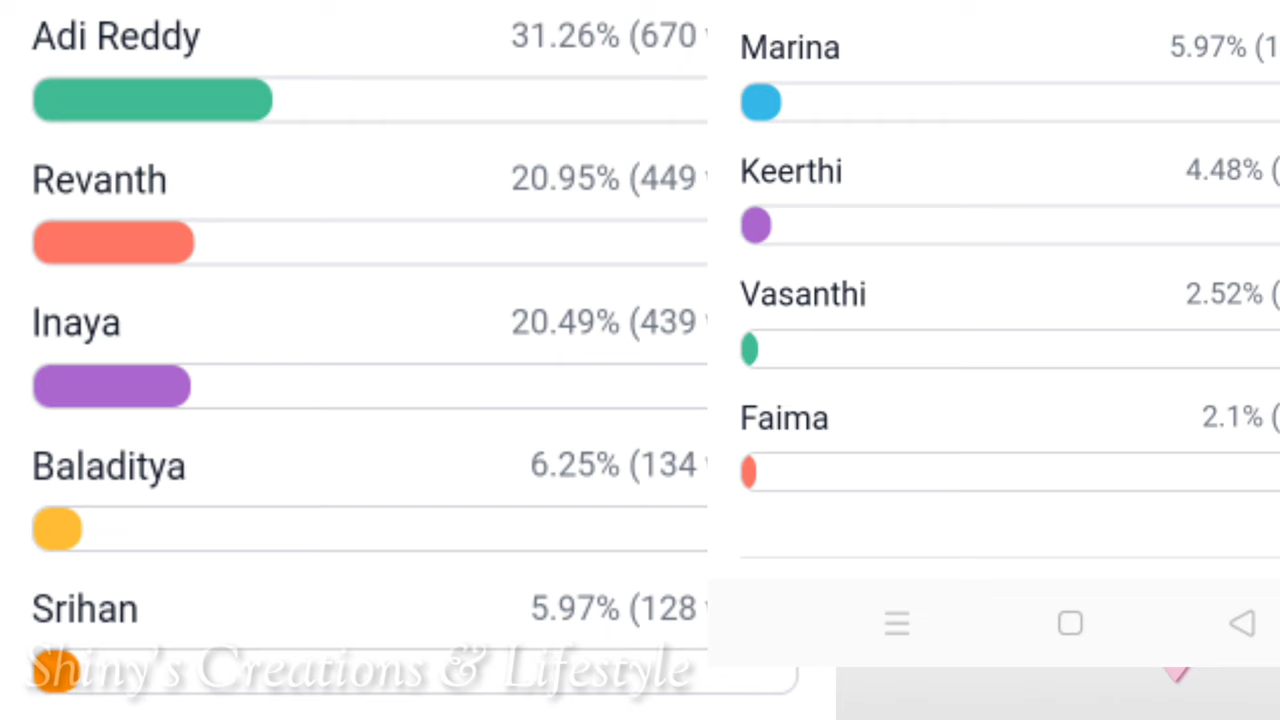 Adi Reddy 31.26% (670
Revanth 20.95% (449
Inaya 20.49% (439
Baladitya 6.25% (134
Srihan 5.97% (128
Shiny's Creations & Lifestyle
Marina 5.97% (1
Keerthi 4.48% (
Vasanthi 2.52% (
Faima 2.1% (